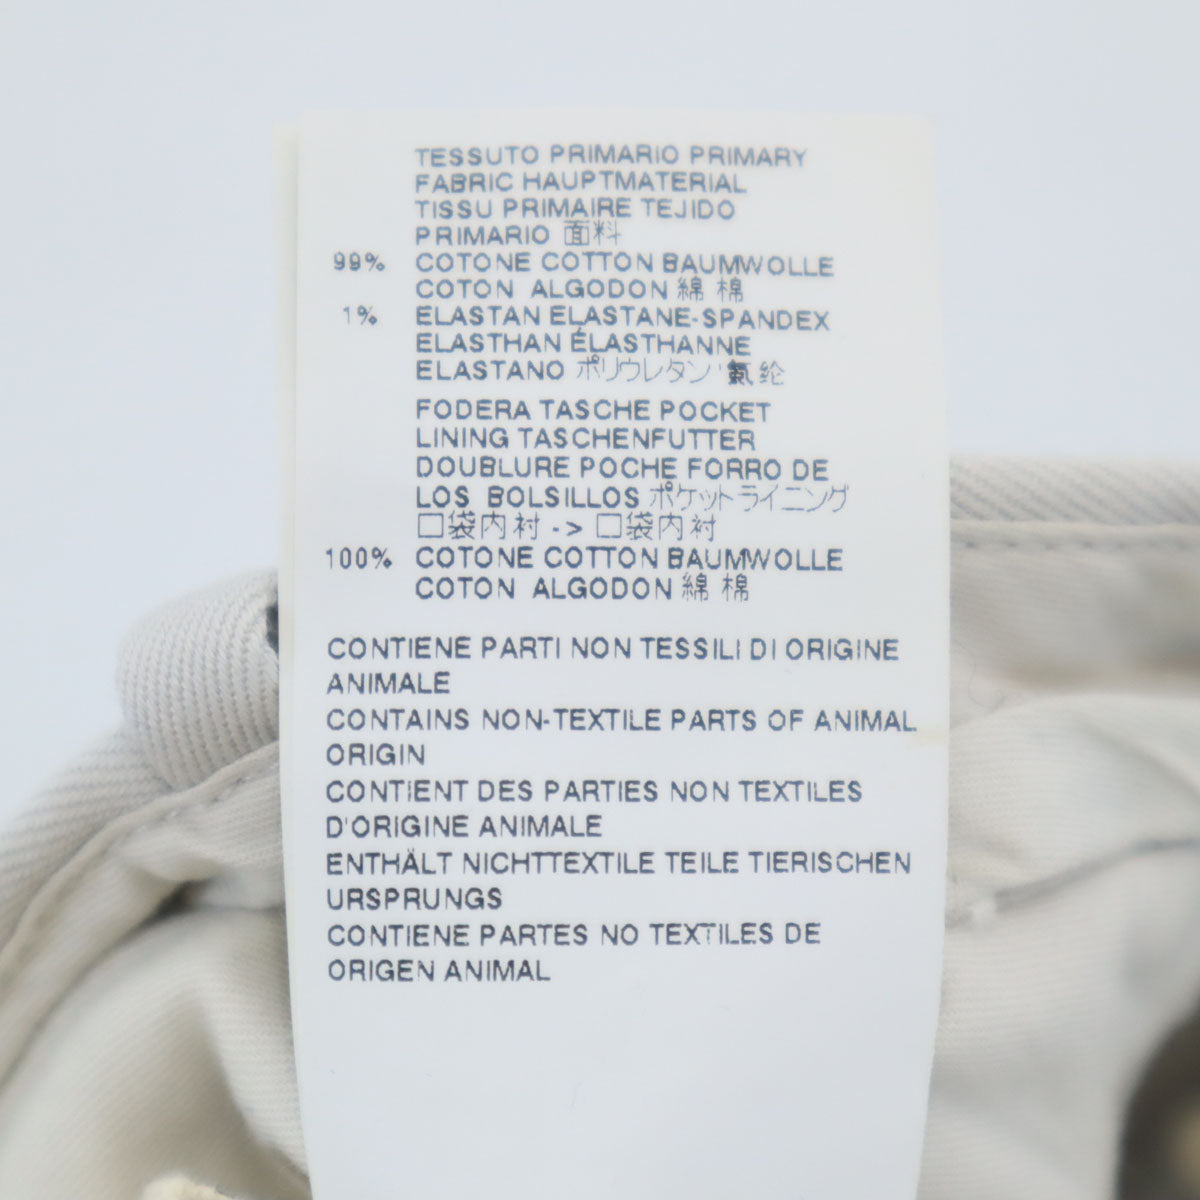 TESSUTO PRIMARIO PRIMARY
FABRIC HAUPTMATERIAL
TISSU PRIMAIRE TEJIDO
PRIMARIO 面料
99% COTONE COTTON BAUMWOLLE
COTON ALGODON 綿 棉
1% ELASTAN ELASTANE-SPANDEX
ELASTHAN ÉLASTHANNE
ELASTANO ポリウレタン 氨纶
FODERA TASCHE POCKET
LINING TASCHENFUTTER
DOUBLURE POCHE FORRO DE
LOS BOLSILLOS ポケットライニング
口袋内衬 -> 口袋内衬
100% COTONE COTTON BAUMWOLLE
COTON ALGODON 綿 棉
CONTIENE PARTI NON TESSILI DI ORIGINE
ANIMALE
CONTAINS NON-TEXTILE PARTS OF ANIMAL
ORIGIN
CONTIENT DES PARTIES NON TEXTILES
D'ORIGINE ANIMALE
ENTHÄLT NICHTTEXTILE TEILE TIERISCHEN
URSPRUNGS
CONTIENE PARTES NO TEXTILES DE
ORIGEN ANIMAL